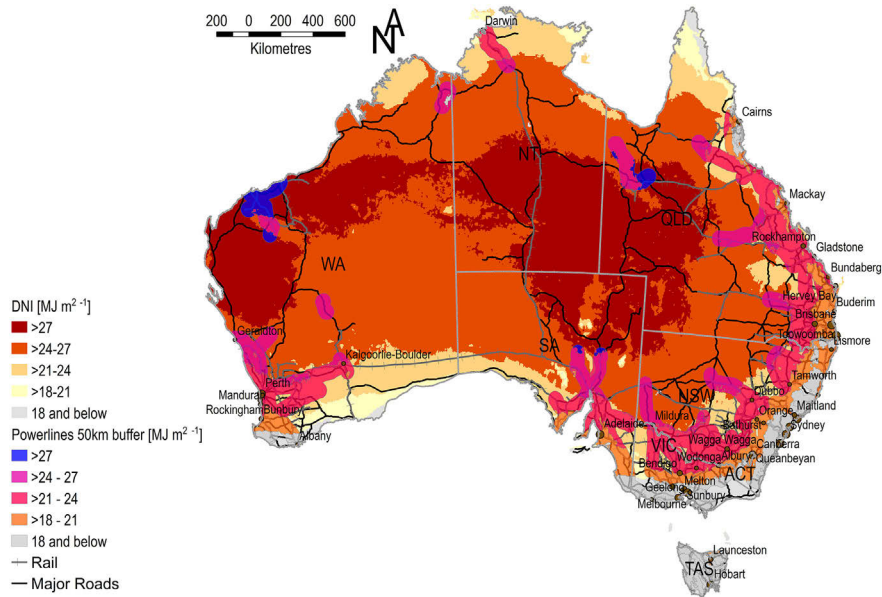 200 0 200 400 600
Kilometres
N
A
Darwin
Cairns
NT
Mackay
QLD
Rockhampton
Gladstone
WA
Bundaberg
DNI [MJ m² ⁻¹]
>27
>24-27
>21-24
>18-21
18 and below
Hervey Bay
Buderim
Brisbane
Toowoomba
Lismore
Geraldton
SA
Kalgoorlie-Boulder
Perth
Tamworth
Mandurah
NSW
Dubbo
Maitland
Rockingham
Bunbury
Mildura
Orange
Bathurst
Sydney
Adelaide
Albany
VIC
Wagga Wagga
Canberra
Wodonga
Albury
Queanbeyan
Bendigo
ACT
Melton
Geelong
Sunbury
Melbourne
Powerlines 50km buffer [MJ m² ⁻¹]
>27
>24 - 27
>21 - 24
>18 - 21
18 and below
Rail
Major Roads
Launceston
TAS
Hobart